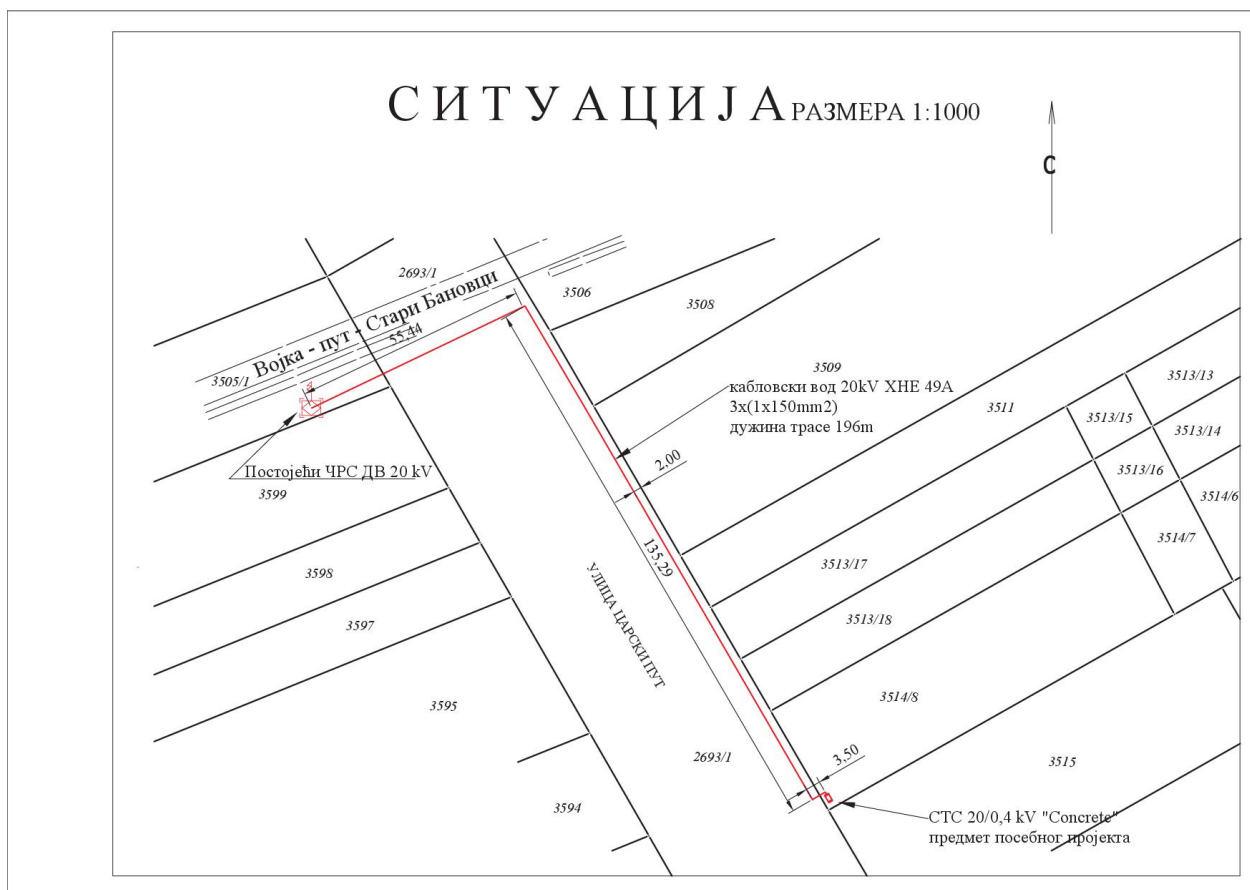 СИТУАЦИЈА РАЗМЕРА 1:1000
С
2693/1
3506
3508
Војка - пут - Стари Бановци
55,44
3505/1
3509
кабловски вод 20kV XHE 49A
3x(1x150mm2)
дужина трасе 196m
3511
3513/13
3513/15
3513/14
2,00
Постојећи ЧРС ДВ 20 kV
3513/16
3599
3514/6
3514/7
135,29
3598
3513/17
УЛИЦА ЦАРСКИ ПУТ
3597
3513/18
3595
3514/8
2693/1
3,50
3515
3594
СТС 20/0,4 kV "Concrete"
предмет посебног пројекта